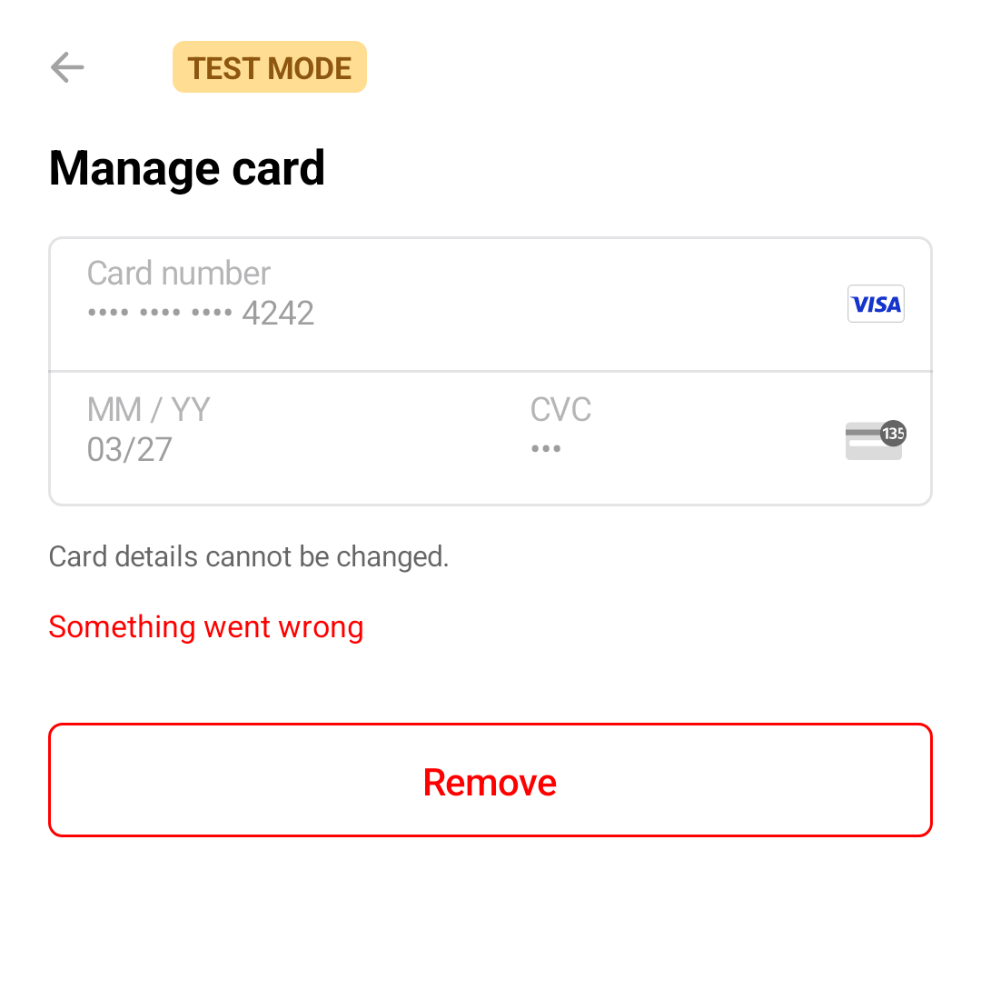 TEST MODE
Manage card
Card number
•••• •••• •••• 4242
VISA
MM / YY
CVC
03/27
•••
135
Card details cannot be changed.
Something went wrong
Remove